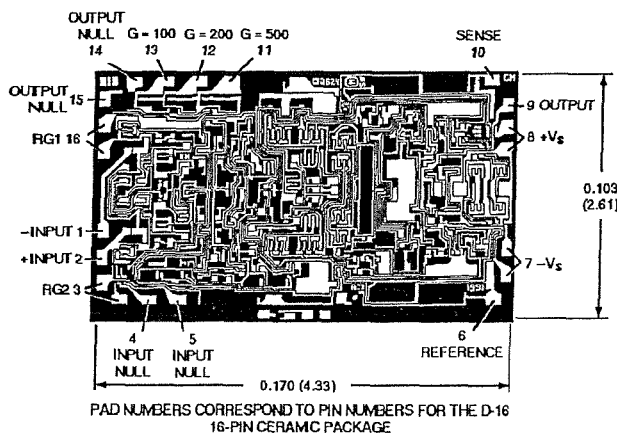 OUTPUT
NULL G = 100 G = 200 G = 500
14 13 12 11
SENSE
10
OUTPUT
NULL 15
9 OUTPUT
RG1 16
8 +VS
0.103
(2.61)
–INPUT 1
+INPUT 2
7 –VS
RG2 3
4
INPUT
NULL
5
INPUT
NULL
6
REFERENCE
0.170 (4.33)
PAD NUMBERS CORRESPOND TO PIN NUMBERS FOR THE D-16
16-PIN CERAMIC PACKAGE